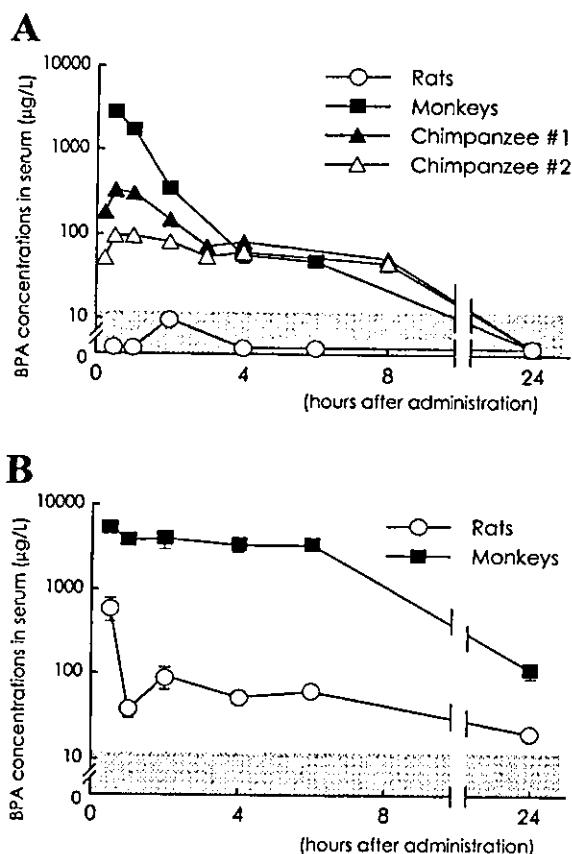 A
BPA concentrations in serum (µg/L)
10000
1000
100
10
0
0
4
8
24
(hours after administration)
Rats
Monkeys
Chimpanzee #1
Chimpanzee #2
B
BPA concentrations in serum (µg/L)
10000
1000
100
10
0
0
4
8
24
(hours after administration)
Rats
Monkeys